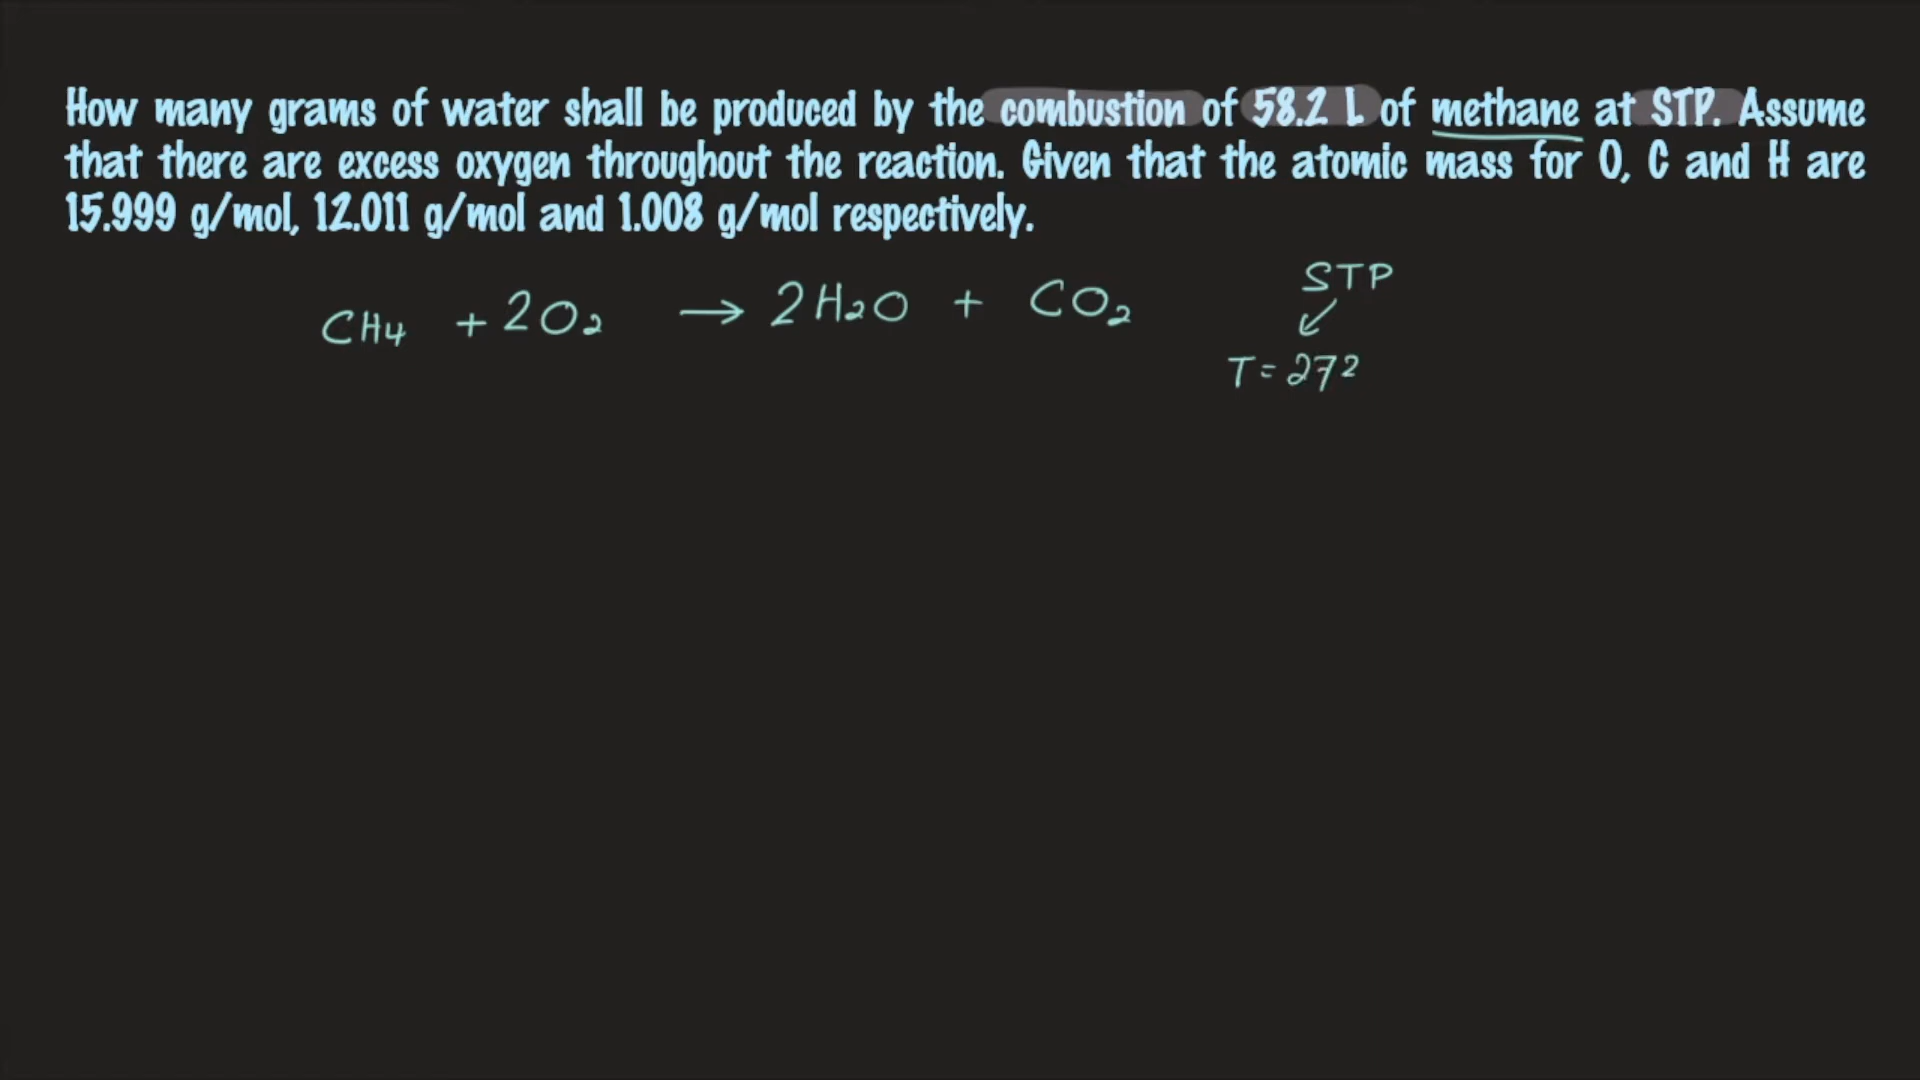 How many grams of water shall be produced by the combustion of 58.2 L of methane at STP. Assume
that there are excess oxygen throughout the reaction. Given that the atomic mass for O, C and H are
15.999 g/mol, 12.011 g/mol and 1.008 g/mol respectively.
STP
CH4 + 2O2 → 2H2O + CO2
T = 272